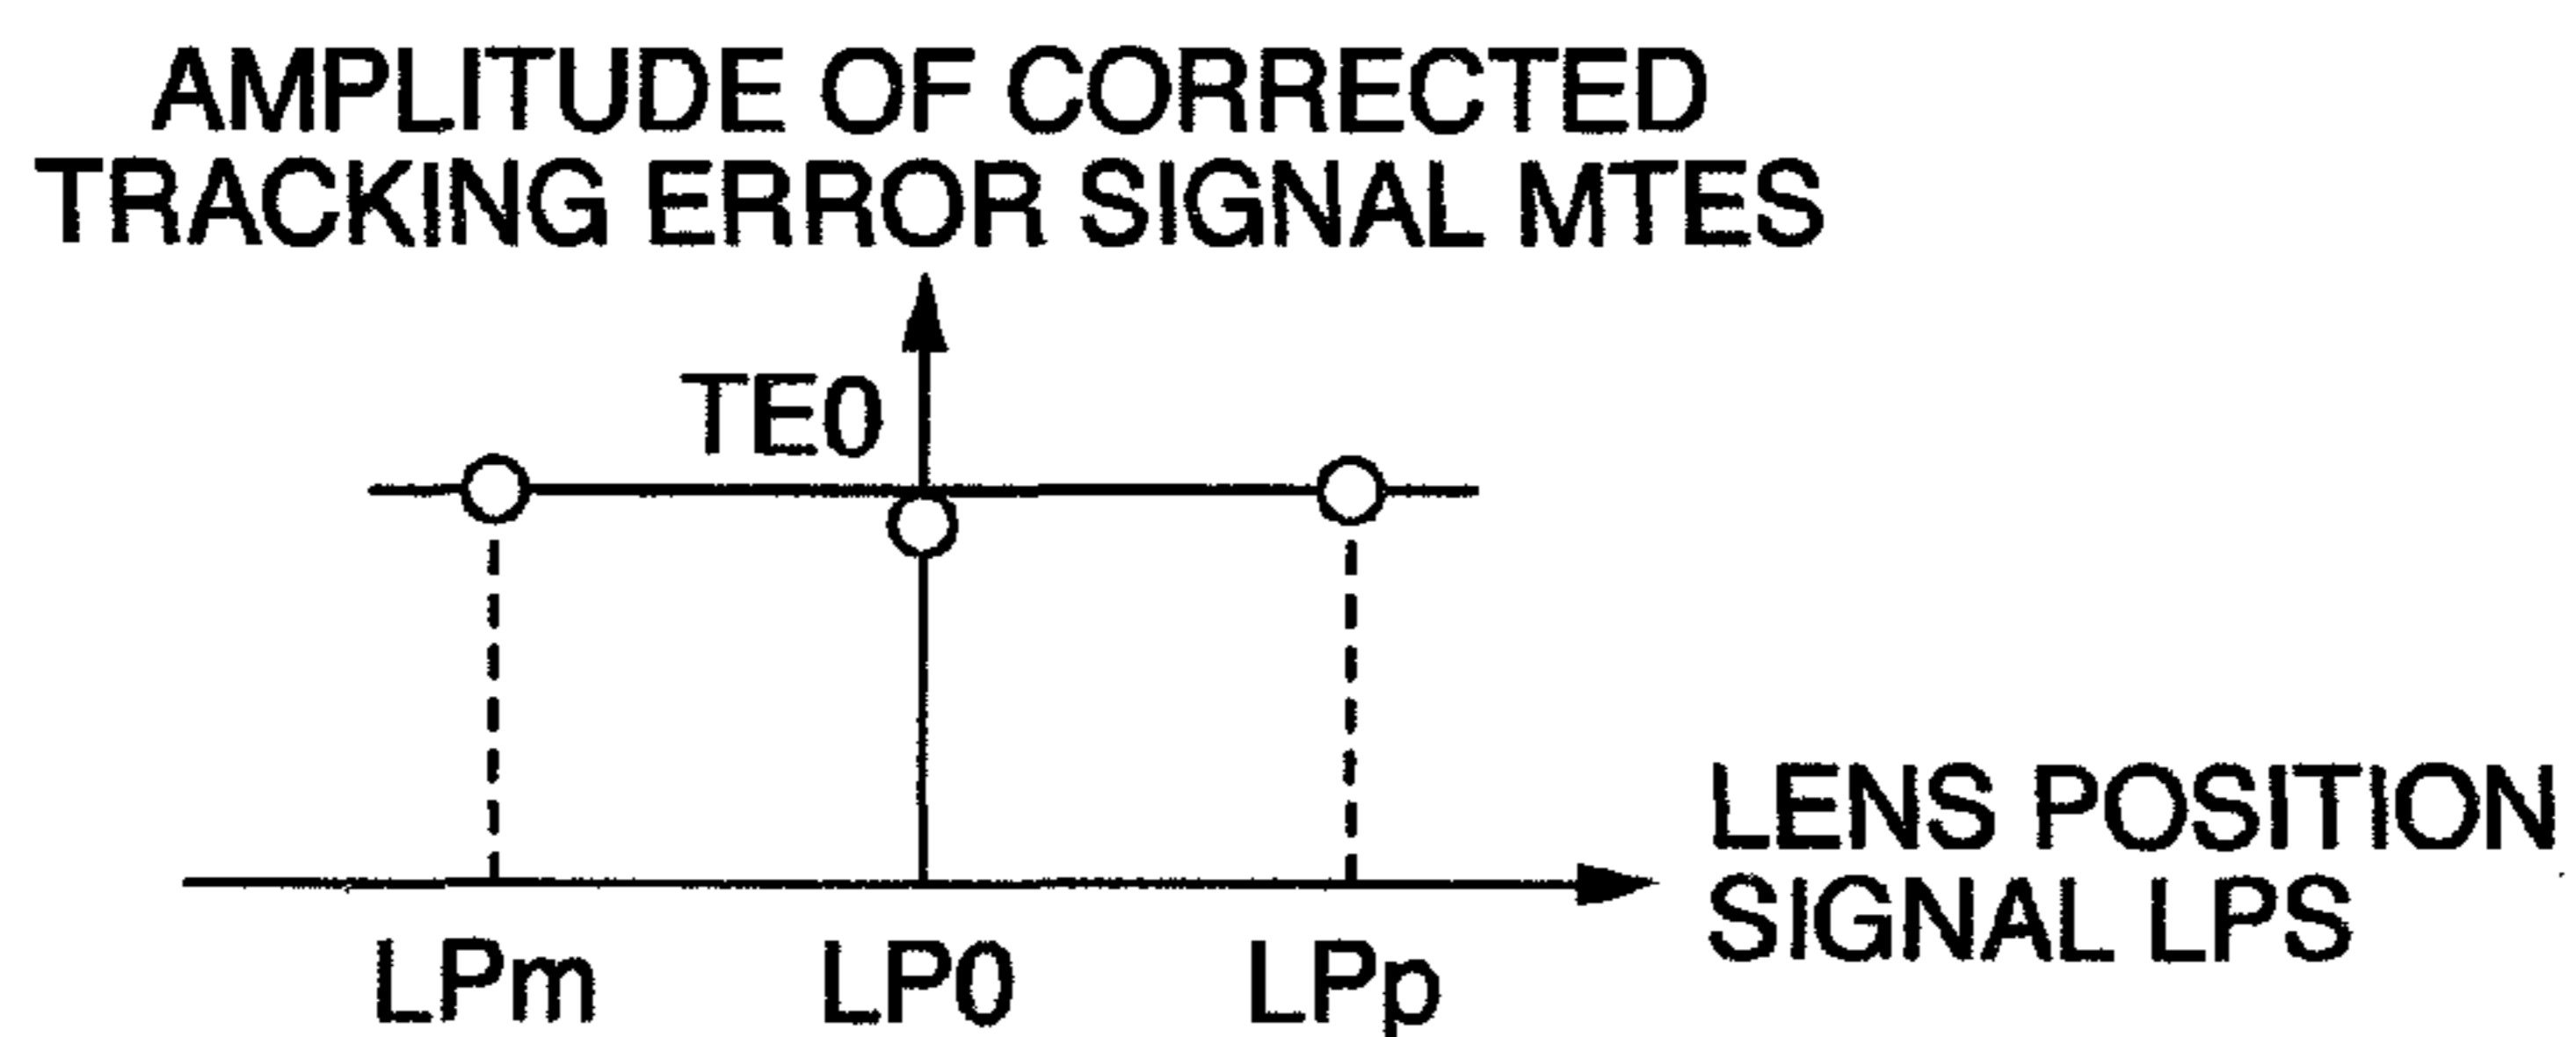 AMPLITUDE OF CORRECTED
TRACKING ERROR SIGNAL MTES
TE0
LENS POSITION
SIGNAL LPS
LPm LP0 LPp